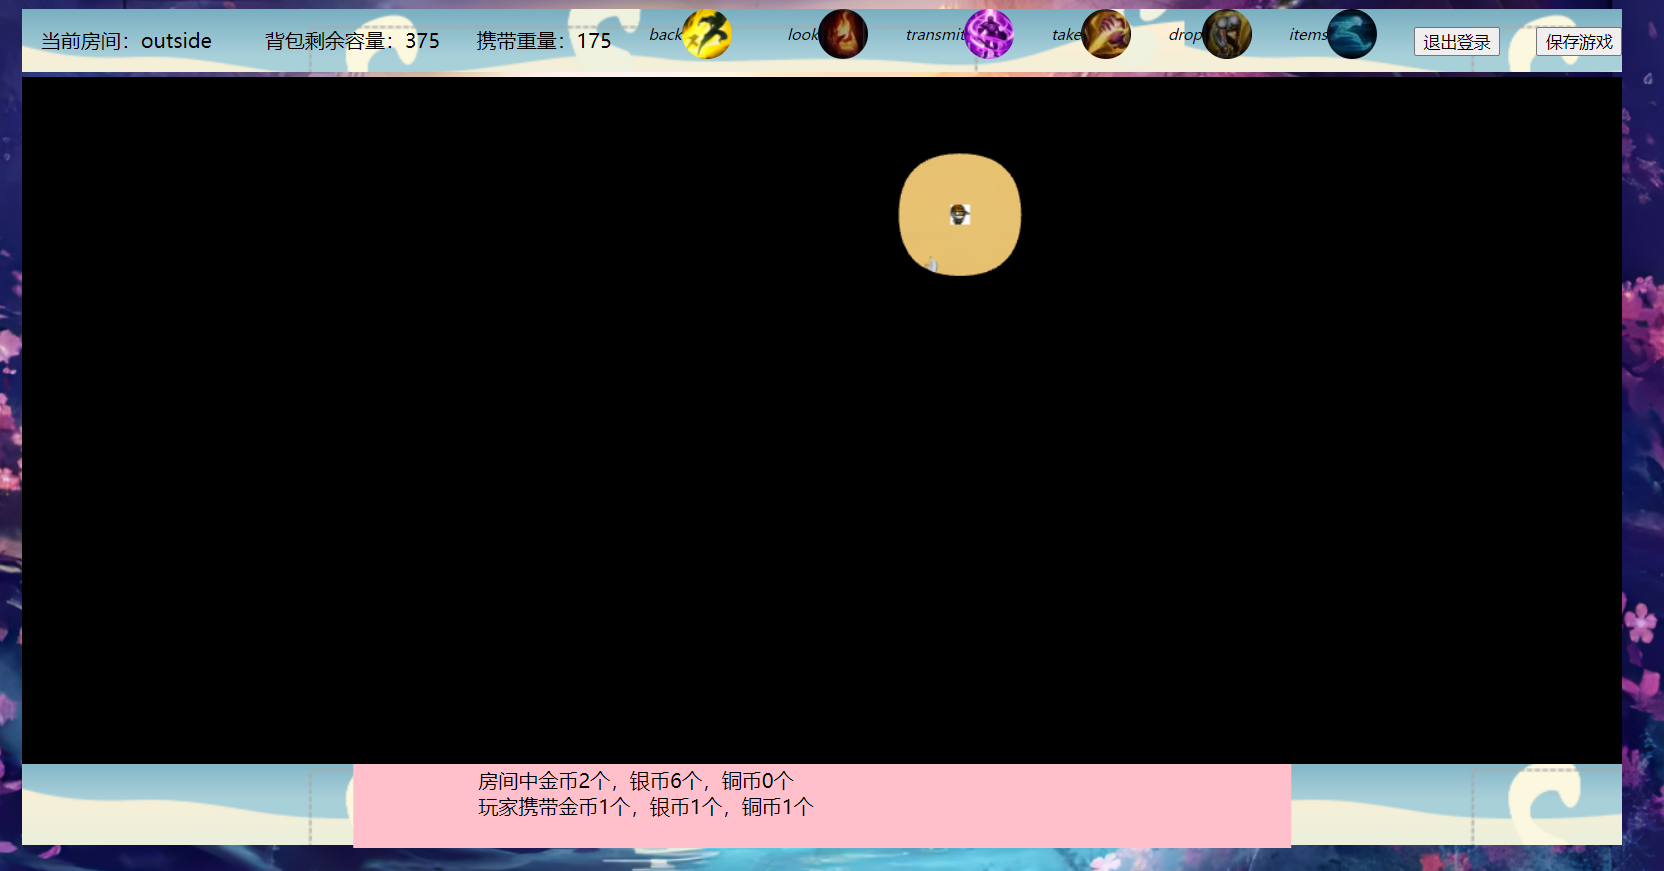 当前房间：outside 背包剩余容量：375 携带重量：175 back look transmit take drop items 退出登录 保存游戏
房间中金币2个，银币6个，铜币0个
玩家携带金币1个，银币1个，铜币1个